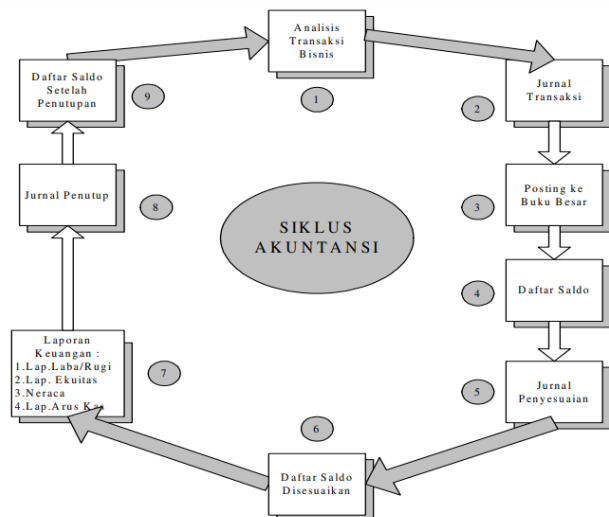 Analisis
Transaksi
Bisnis
1
Jurnal
Transaksi
2
Posting ke
Buku Besar
3
Daftar Saldo
4
Jurnal
Penyesuaian
5
Daftar Saldo
Disesuaikan
6
Laporan
Keuangan :
1.Lap.Laba/Rugi
2.Lap. Ekuitas
3.Neraca
4.Lap.Arus Kas
7
Jurnal Penutup
8
Daftar Saldo
Setelah
Penutupan
9
SIKLUS
AKUNTANSI